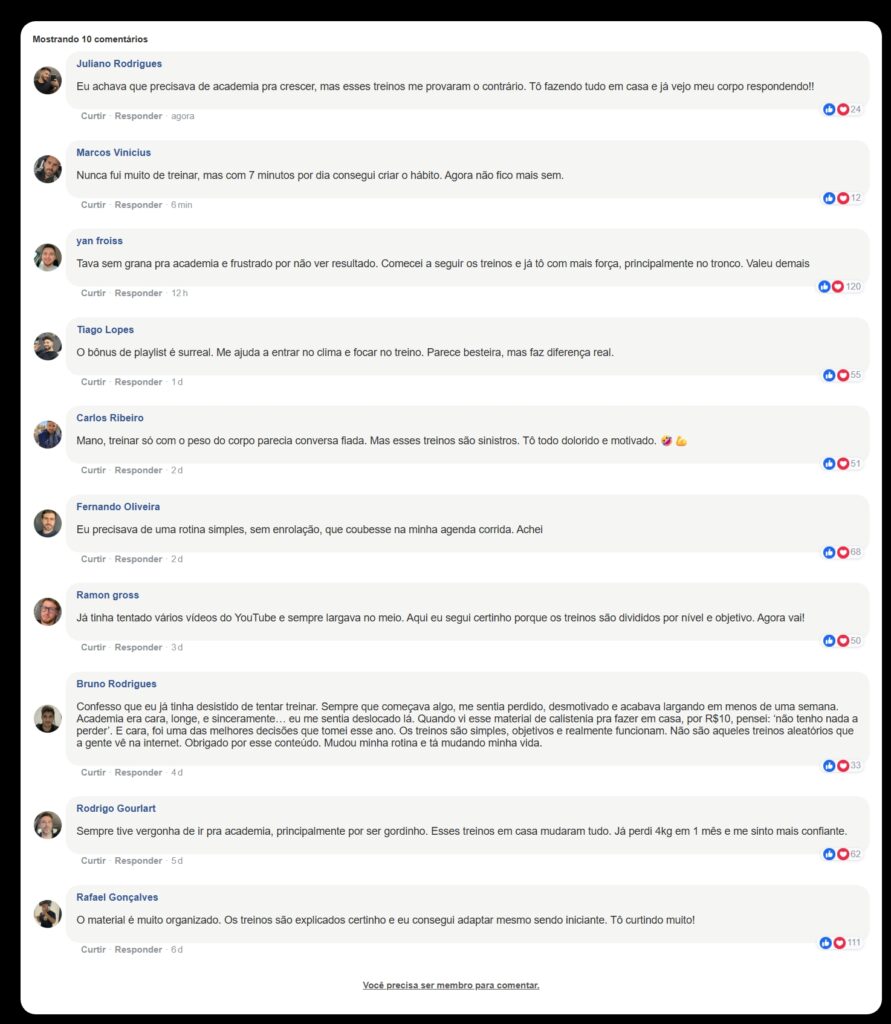 Mostrando 10 comentários
Juliano Rodrigues
Eu achava que precisava de academia pra crescer, mas esses treinos me provaram o contrário. Tô fazendo tudo em casa e já vejo meu corpo respondendo!!
Curtir · Responder · agora
24
Marcos Vinicius
Nunca fui muito de treinar, mas com 7 minutos por dia consegui criar o hábito. Agora não fico mais sem.
Curtir · Responder · 6 min
12
yan froiss
Tava sem grana pra academia e frustrado por não ver resultado. Comecei a seguir os treinos e já tô com mais força, principalmente no tronco. Valeu demais
Curtir · Responder · 12 h
120
Tiago Lopes
O bônus de playlist é surreal. Me ajuda a entrar no clima e focar no treino. Parece besteira, mas faz diferença real.
Curtir · Responder · 1 d
55
Carlos Ribeiro
Mano, treinar só com o peso do corpo parecia conversa fiada. Mas esses treinos são sinistros. Tô todo dolorido e motivado. 🤣 💪
Curtir · Responder · 2 d
51
Fernando Oliveira
Eu precisava de uma rotina simples, sem enrolação, que coubesse na minha agenda corrida. Achei
Curtir · Responder · 2 d
68
Ramon gross
Já tinha tentado vários vídeos do YouTube e sempre largava no meio. Aqui eu segui certinho porque os treinos são divididos por nível e objetivo. Agora vai!
Curtir · Responder · 3 d
50
Bruno Rodrigues
Confesso que eu já tinha desistido de tentar treinar. Sempre que começava algo, me sentia perdido, desmotivado e acabava largando em menos de uma semana.
Academia era cara, longe, e sinceramente… eu me sentia deslocado lá. Quando vi esse material de calistenia pra fazer em casa, por R$10, pensei: ‘não tenho nada a
perder’. E cara, foi uma das melhores decisões que tomei esse ano. Os treinos são simples, objetivos e realmente funcionam. Não são aqueles treinos aleatórios que
a gente vê na internet. Obrigado por esse conteúdo. Mudou minha rotina e tá mudando minha vida.
Curtir · Responder · 4 d
33
Rodrigo Gourlart
Sempre tive vergonha de ir pra academia, principalmente por ser gordinho. Esses treinos em casa mudaram tudo. Já perdi 4kg em 1 mês e me sinto mais confiante.
Curtir · Responder · 5 d
62
Rafael Gonçalves
O material é muito organizado. Os treinos são explicados certinho e eu consegui adaptar mesmo sendo iniciante. Tô curtindo muito!
Curtir · Responder · 6 d
111
Você precisa ser membro para comentar.